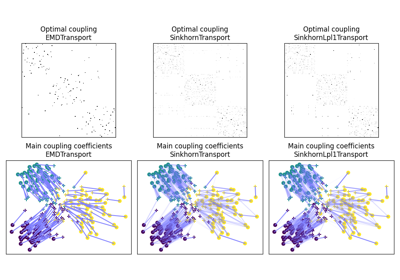 Optimal coupling
EMDTransport
Optimal coupling
SinkhornTransport
Optimal coupling
SinkhornLpl1Transport
Main coupling coefficients
EMDTransport
Main coupling coefficients
SinkhornTransport
Main coupling coefficients
SinkhornLpl1Transport